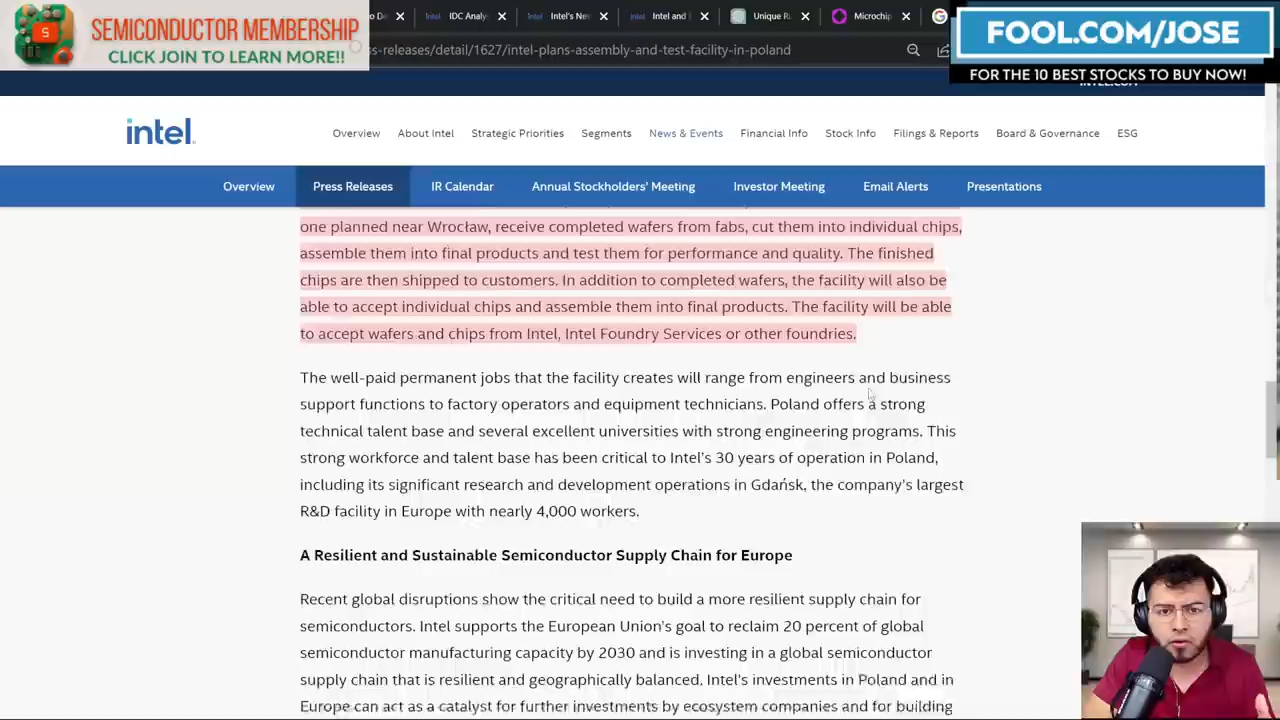 SEMICONDUCTOR MEMBERSHIP
CLICK JOIN TO LEARN MORE!!
IDC Ana
Intel's Nev
Intel and
Unique R
Microchip
FOOL.COM/JOSE
FOR THE 10 BEST STOCKS TO BUY NOW!
ss-releases/detail/1627/intel-plans-assembly-and-test-facility-in-poland
intel
Overview About Intel Strategic Priorities Segments News & Events Financial Info Stock Info Filings & Reports Board & Governance ESG
Overview Press Releases IR Calendar Annual Stockholders' Meeting Investor Meeting Email Alerts Presentations
one planned near Wrocław, receive completed wafers from fabs, cut them into individual chips,
assemble them into final products and test them for performance and quality. The finished
chips are then shipped to customers. In addition to completed wafers, the facility will also be
able to accept individual chips and assemble them into final products. The facility will be able
to accept wafers and chips from Intel, Intel Foundry Services or other foundries.
The well-paid permanent jobs that the facility creates will range from engineers and business
support functions to factory operators and equipment technicians. Poland offers a strong
technical talent base and several excellent universities with strong engineering programs. This
strong workforce and talent base has been critical to Intel's 30 years of operation in Poland,
including its significant research and development operations in Gdańsk, the company's largest
R&D facility in Europe with nearly 4,000 workers.
A Resilient and Sustainable Semiconductor Supply Chain for Europe
Recent global disruptions show the critical need to build a more resilient supply chain for
semiconductors. Intel supports the European Union's goal to reclaim 20 percent of global
semiconductor manufacturing capacity by 2030 and is investing in a global semiconductor
supply chain that is resilient and geographically balanced. Intel's investments in Poland and in
Europe can act as a catalyst for further investments by ecosystem companies and for building